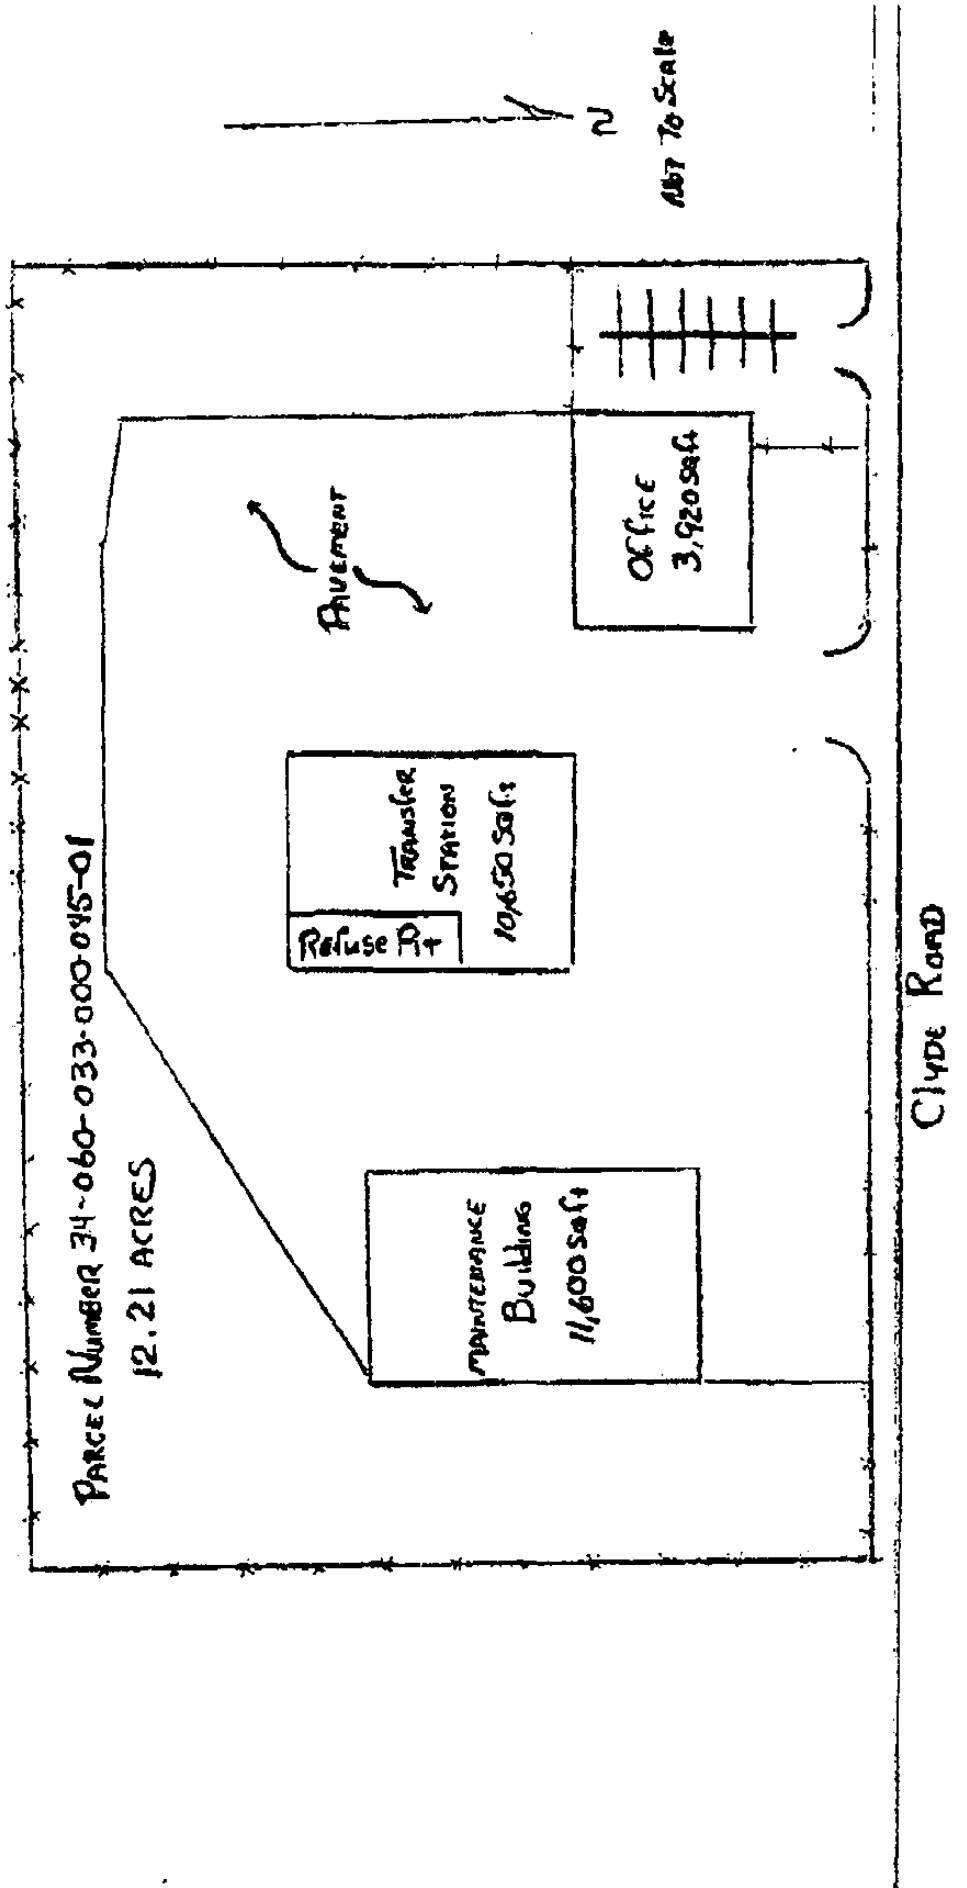 PARCEL NUMBER 34-060-033-000-045-01
12.21 ACRES
PAVEMENT
N
Not To Scale
MAINTENANCE
Building
11,600 Sqft
Refuse Pit
TRANSfer
STATION
10,650 Sqft
OffICE
3,920 Sqft
ClYDE ROAD